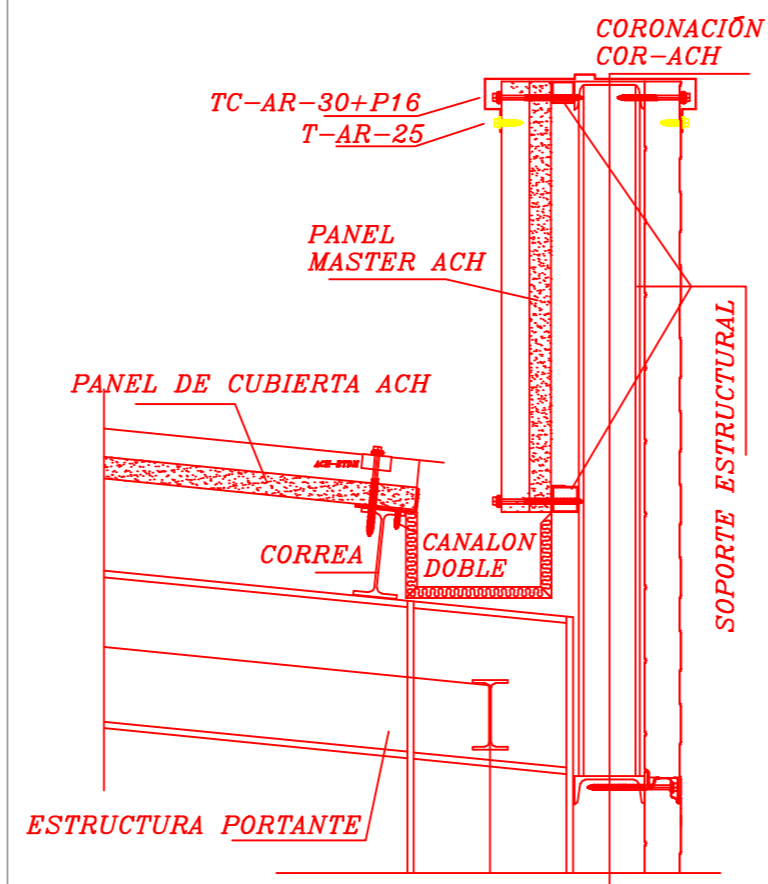 CORONACIÓN
COR-ACH
TC-AR-30+P16
T-AR-25
PANEL
MASTER ACH
SOPORTE ESTRUCTURAL
PANEL DE CUBIERTA ACH
CORREA
CANALON
DOBLE
ESTRUCTURA PORTANTE